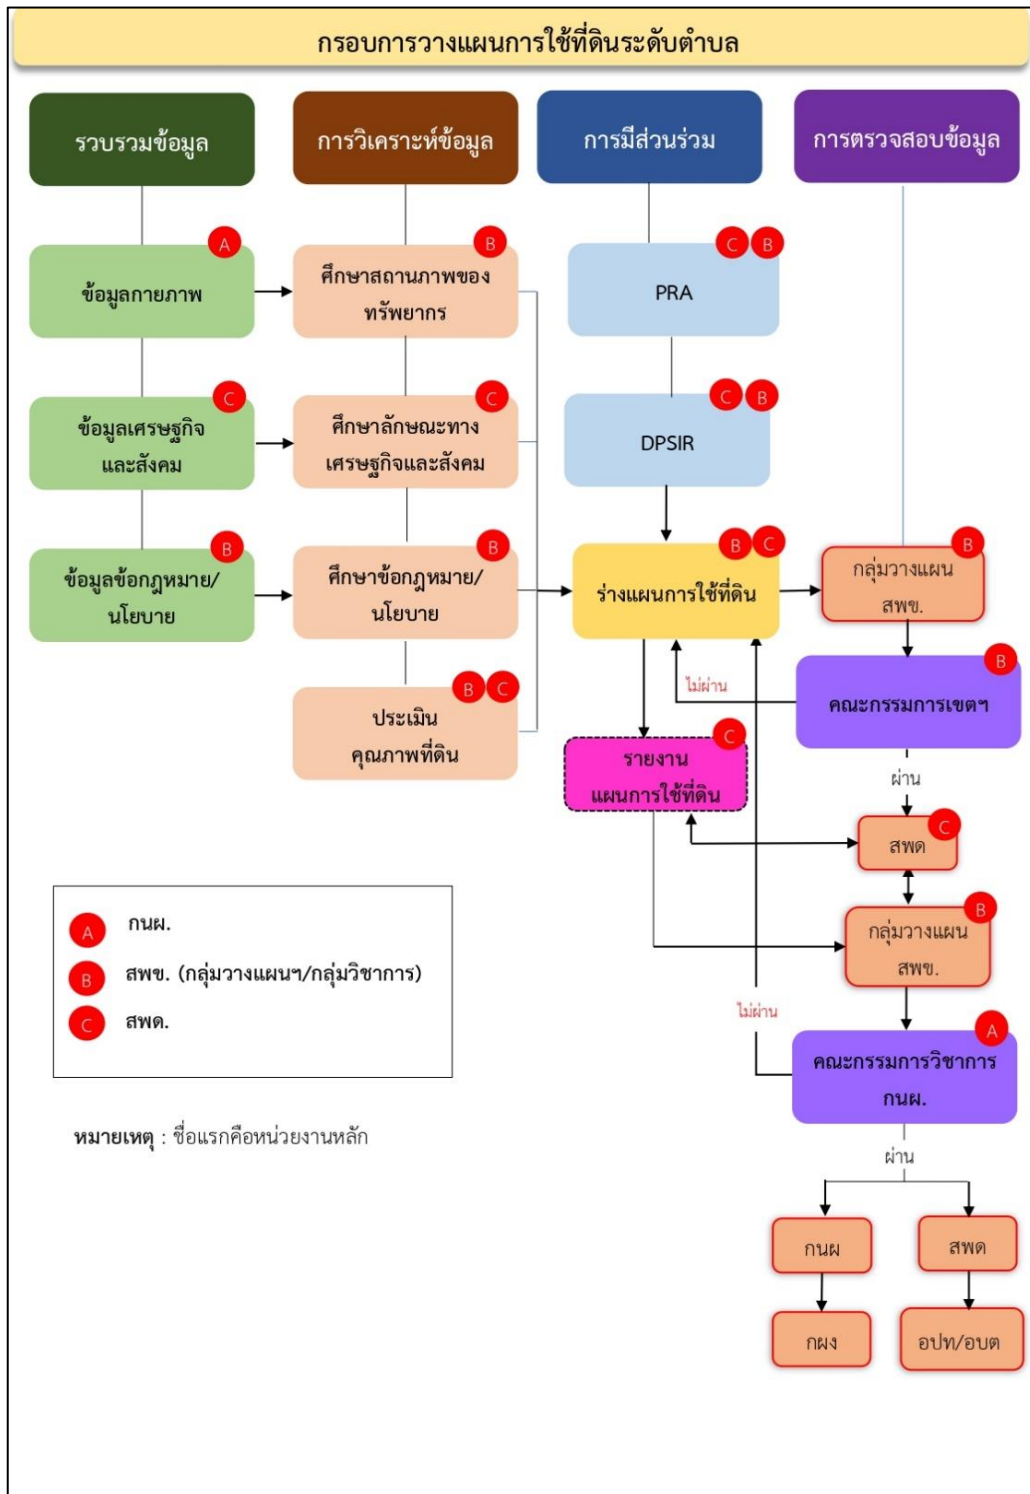 กรอบการวางแผนการใช้ที่ดินระดับตำบล
รวบรวมข้อมูล
การวิเคราะห์ข้อมูล
การมีส่วนร่วม
การตรวจสอบข้อมูล
A
ข้อมูลกายภาพ
B
ศึกษาสถานภาพของ
ทรัพยากร
C B
PRA
C
ข้อมูลเศรษฐกิจ
และสังคม
C
ศึกษาลักษณะทาง
เศรษฐกิจและสังคม
C B
DPSIR
B
ข้อมูลข้อกฎหมาย/
นโยบาย
B
ศึกษาข้อกฎหมาย/
นโยบาย
B C
ร่างแผนการใช้ที่ดิน
B
กลุ่มวางแผน
สพข.
B C
ประเมิน
คุณภาพที่ดิน
ไม่ผ่าน
B
คณะกรรมการเขตฯ
C
รายงาน
แผนการใช้ที่ดิน
ผ่าน
C
สพด
B
กลุ่มวางแผน
สพข.
A กนผ.
B สพข. (กลุ่มวางแผนฯ/กลุ่มวิชาการ)
C สพด.
ไม่ผ่าน
A
คณะกรรมการวิชาการ
กนผ.
หมายเหตุ : ชื่อแรกคือหน่วยงานหลัก
ผ่าน
กนผ
สพด
กผง
อปท/อบต